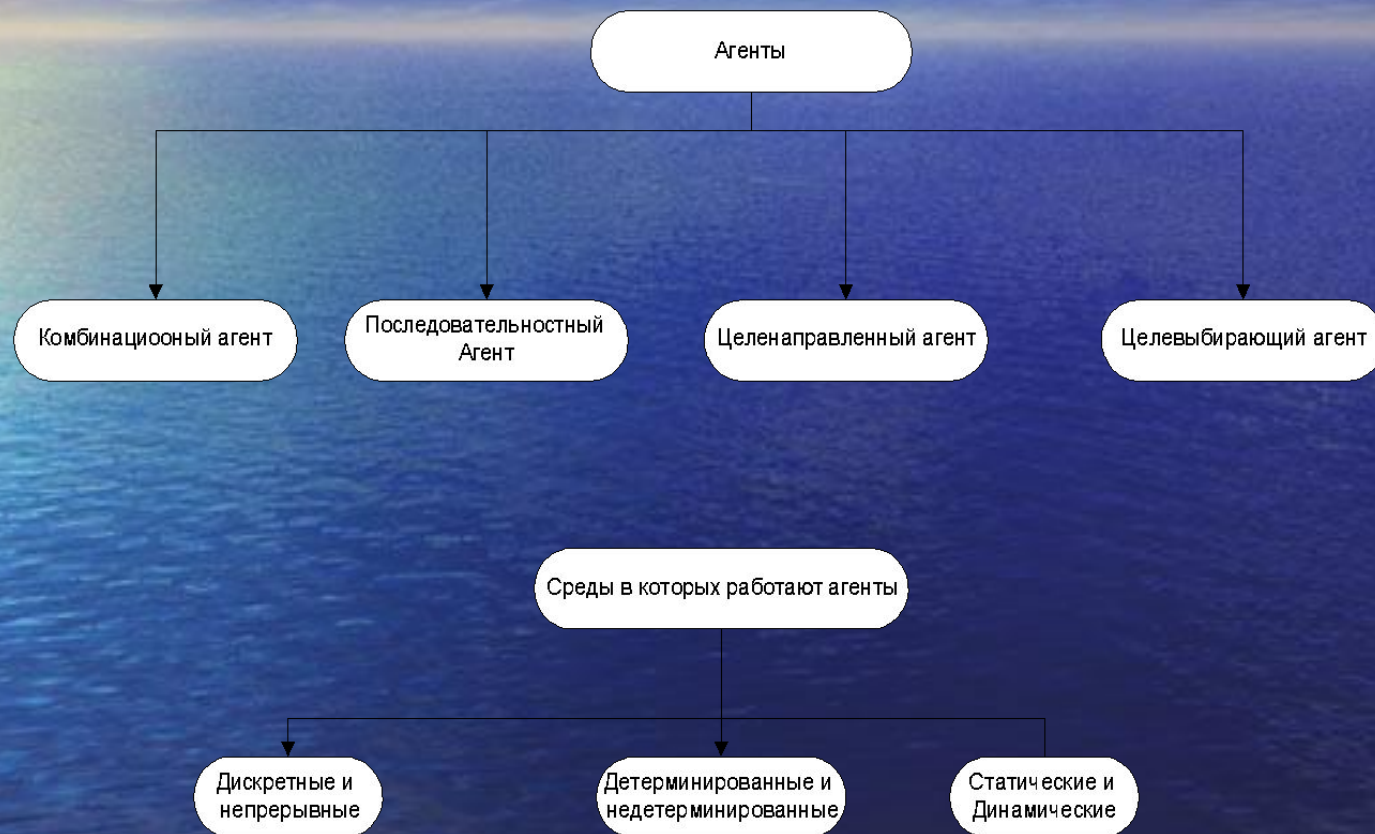 Агенты
Комбинациооный агент
Последовательностный
Агент
Целенаправленный агент
Целевыбирающий агент
Среды в которых работают агенты
Дискретные и
непрерывные
Детерминированные и
недетерминированные
Статические и
Динамические